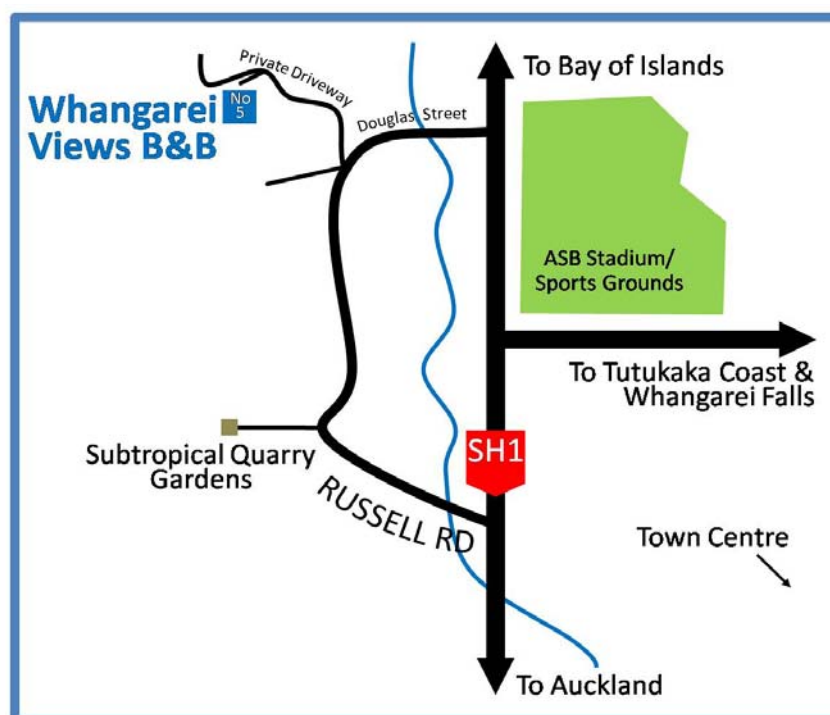 Private Driveway
To Bay of Islands
Whangarei
Views B&B
No
5
Douglas Street
ASB Stadium/
Sports Grounds
To Tutukaka Coast &
Whangarei Falls
SH1
Subtropical Quarry
Gardens
RUSSELL RD
Town Centre
To Auckland